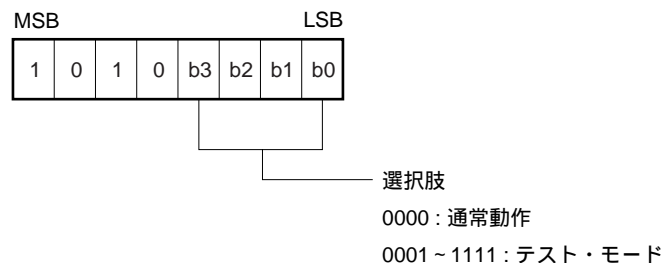 MSB LSB
1 0 1 0 b3 b2 b1 b0
選択肢
0000 : 通常動作
0001 ~ 1111 : テスト・モード